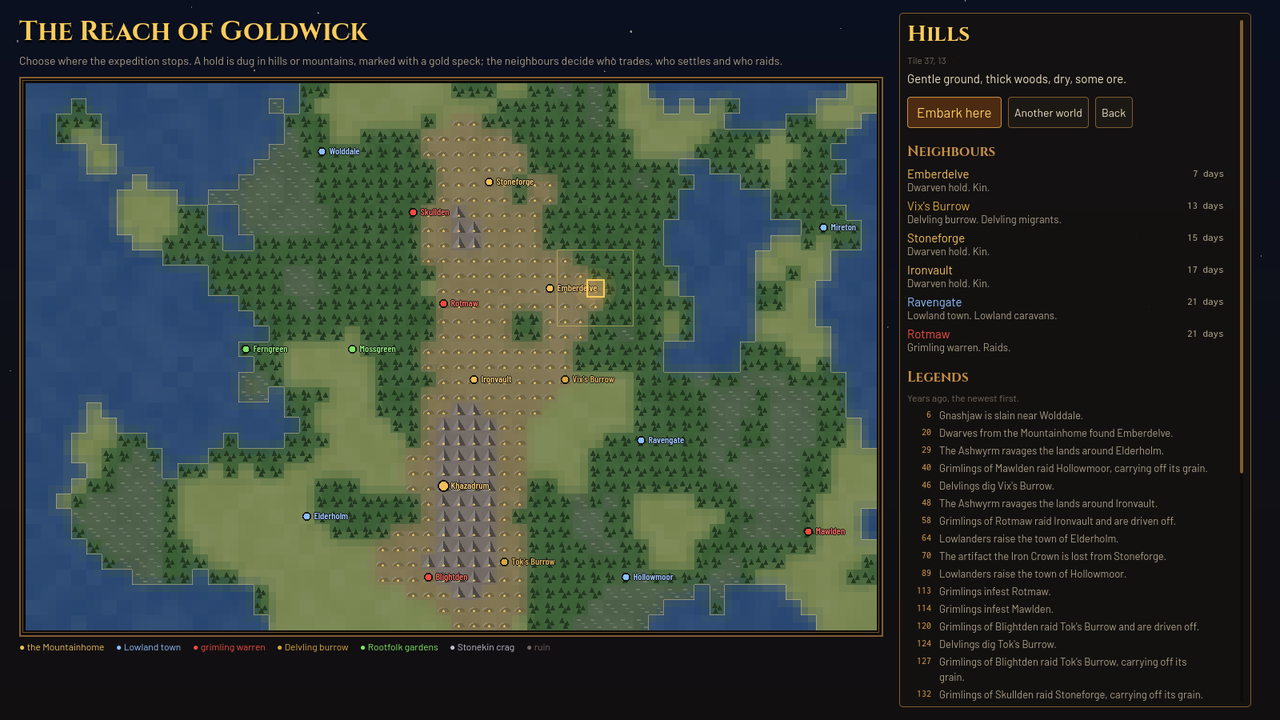 The Reach of Goldwick
Choose where the expedition stops. A hold is dug in hills or mountains, marked with a gold speck; the neighbours decide who trades, who settles and who raids.
Wolddale
Stoneforge
Skullden
Mireton
Emberdelve
Rotmaw
Ferngreen
Mossgreen
Ironvault
Vix's Burrow
Ravengate
Khazadrum
Elderholm
Mawlden
Tok's Burrow
Blightden
Hollowmoor
the Mountainhome
Lowland town
grimling warren
Delvling burrow
Rootfolk gardens
Stonekin crag
ruin
Hills
Tile 37, 13
Gentle ground, thick woods, dry, some ore.
Embark here
Another world
Back
Neighbours
Emberdelve 7 days
Dwarven hold. Kin.
Vix's Burrow 13 days
Delvling burrow. Delvling migrants.
Stoneforge 15 days
Dwarven hold. Kin.
Ironvault 17 days
Dwarven hold. Kin.
Ravengate 21 days
Lowland town. Lowland caravans.
Rotmaw 21 days
Grimling warren. Raids.
Legends
Years ago, the newest first.
6 Gnashjaw is slain near Wolddale.
20 Dwarves from the Mountainhome found Emberdelve.
29 The Ashwyrm ravages the lands around Elderholm.
40 Grimlings of Mawlden raid Hollowmoor, carrying off its grain.
46 Delvlings dig Vix's Burrow.
48 The Ashwyrm ravages the lands around Ironvault.
58 Grimlings of Rotmaw raid Ironvault and are driven off.
64 Lowlanders raise the town of Elderholm.
70 The artifact the Iron Crown is lost from Stoneforge.
89 Lowlanders raise the town of Hollowmoor.
113 Grimlings infest Rotmaw.
114 Grimlings infest Mawlden.
120 Grimlings of Blightden raid Tok's Burrow and are driven off.
124 Delvlings dig Tok's Burrow.
127 Grimlings of Blightden raid Tok's Burrow, carrying off its
grain.
132 Grimlings of Skullden raid Stoneforge, carrying off its grain.